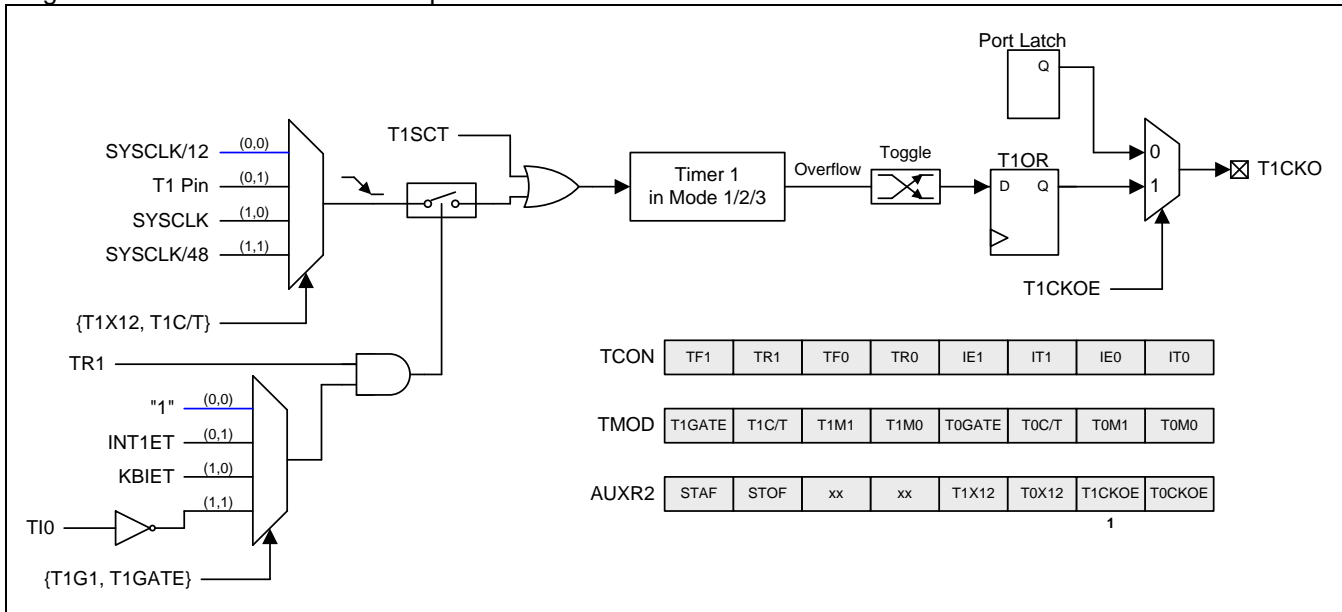 Port Latch
Q
T1SCT
SYSCLK/12 (0,0)
T1 Pin (0,1)
SYSCLK (1,0)
SYSCLK/48 (1,1)
Timer 1
in Mode 1/2/3
Overflow
Toggle
T1OR
D Q
0
1
T1CKO
T1CKOE
{T1X12, T1C/T}
TR1
"1" (0,0)
INT1ET (0,1)
KBIET (1,0)
(1,1)
TI0
{T1G1, T1GATE}
TCON TF1 TR1 TF0 TR0 IE1 IT1 IE0 IT0
TMOD T1GATE T1C/T T1M1 T1M0 T0GATE T0C/T T0M1 T0M0
AUXR2 STAF STOF xx xx T1X12 T0X12 T1CKOE T0CKOE
1